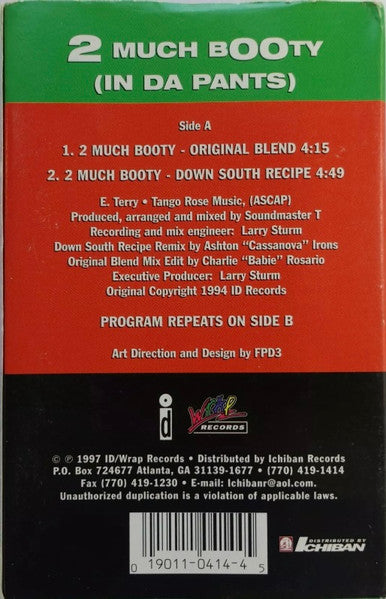 2 MUCH BOOTY
(IN DA PANTS)
Side A
1. 2 MUCH BOOTY - ORIGINAL BLEND 4:15
2. 2 MUCH BOOTY - DOWN SOUTH RECIPE 4:49
E. Terry • Tango Rose Music, (ASCAP)
Produced, arranged and mixed by Soundmaster T
Recording and mix engineer: Larry Sturm
Down South Recipe Remix by Ashton "Cassanova" Irons
Original Blend Mix Edit by Charlie "Babie" Rosario
Executive Producer: Larry Sturm
Original Copyright 1994 ID Records
PROGRAM REPEATS ON SIDE B
Art Direction and Design by FPD3
id
WRAP
RECORDS
© ℗ 1997 ID/Wrap Records • Distributed by Ichiban Records
P.O. Box 724677 Atlanta, GA 31139-1677 • (770) 419-1414
Fax (770) 419-1230 • E-mail: Ichibanr@aol.com.
Unauthorized duplication is a violation of applicable laws.
DISTRIBUTED BY
ICHIBAN
0 19011-0414-4 5